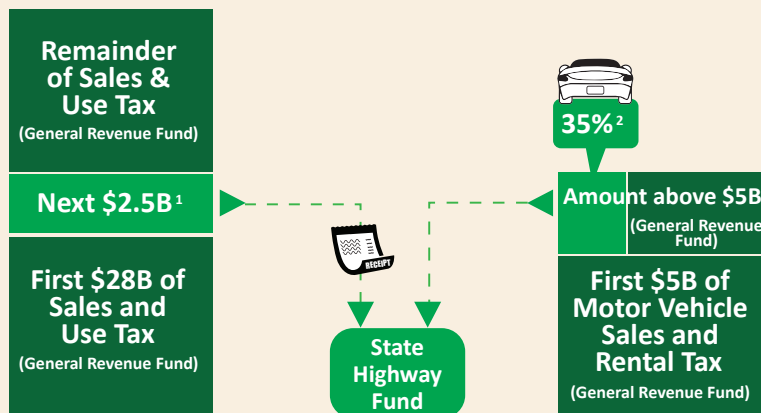 Remainder
of Sales &
Use Tax
(General Revenue Fund)
Next $2.5B 1
First $28B of
Sales and
Use Tax
(General Revenue Fund)
RECEIPT
State
Highway
Fund
35% 2
Amount above $5B
(General Revenue
Fund)
First $5B of
Motor Vehicle
Sales and
Rental Tax
(General Revenue Fund)